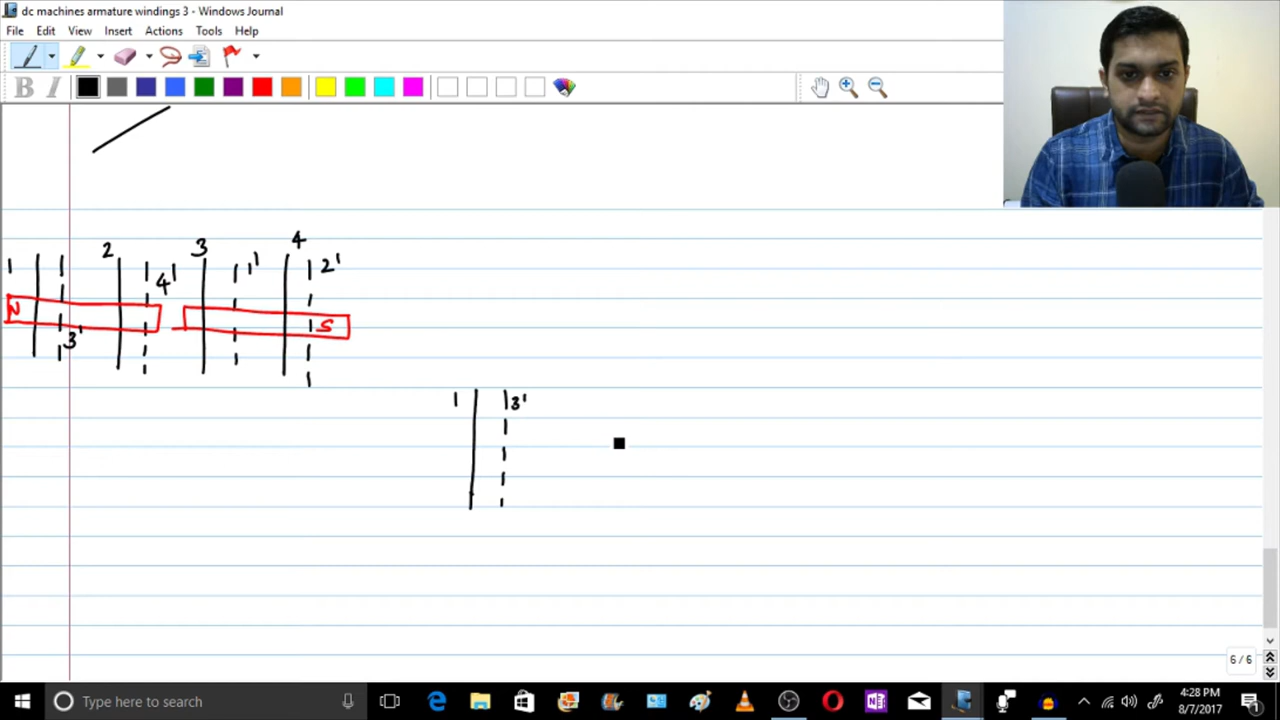 dc machines armature windings 3 - Windows Journal
File Edit View Insert Actions Tools Help
B I
1 2 3 4
4' 1' 2'
N S
3'
1 3'
6 / 6
Type here to search
4:28 PM
8/7/2017